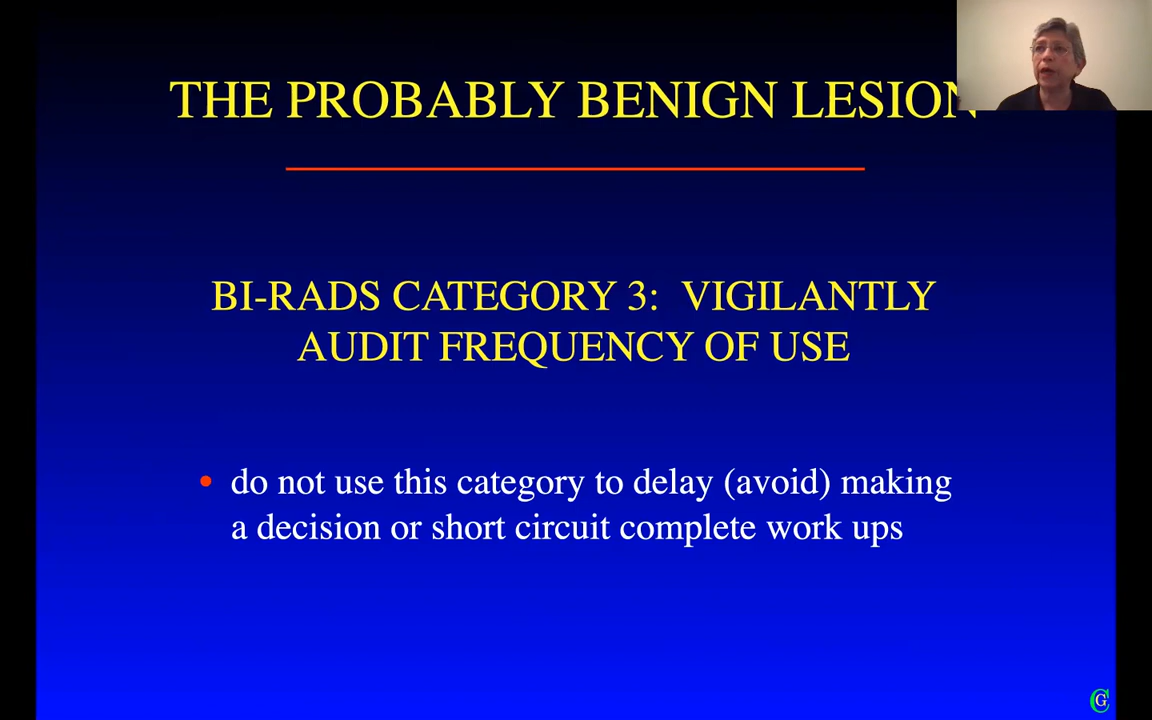 THE PROBABLY BENIGN LESION
BI-RADS CATEGORY 3: VIGILANTLY
AUDIT FREQUENCY OF USE
• do not use this category to delay (avoid) making
a decision or short circuit complete work ups
CG